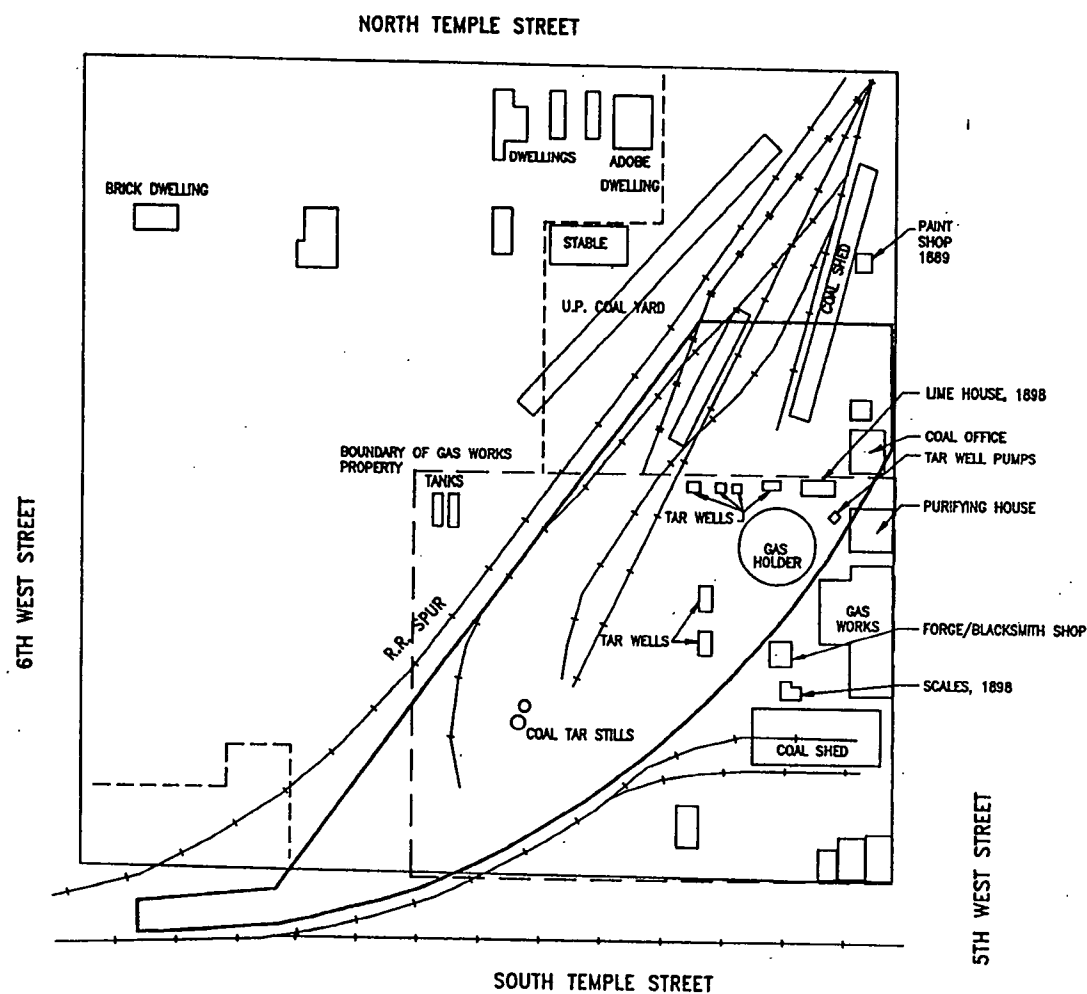 NORTH TEMPLE STREET
DWELLINGS
ADOBE
DWELLING
BRICK DWELLING
STABLE
PAINT
SHOP
1889
COAL SHED
U.P. COAL YARD
LIME HOUSE, 1898
COAL OFFICE
TAR WELL PUMPS
BOUNDARY OF GAS WORKS
PROPERTY
TANKS
PURIFYING HOUSE
TAR WELLS
GAS
HOLDER
6TH WEST STREET
R.R. SPUR
GAS
WORKS
FORGE/BLACKSMITH SHOP
TAR WELLS
SCALES, 1898
COAL TAR STILLS
COAL SHED
5TH WEST STREET
SOUTH TEMPLE STREET